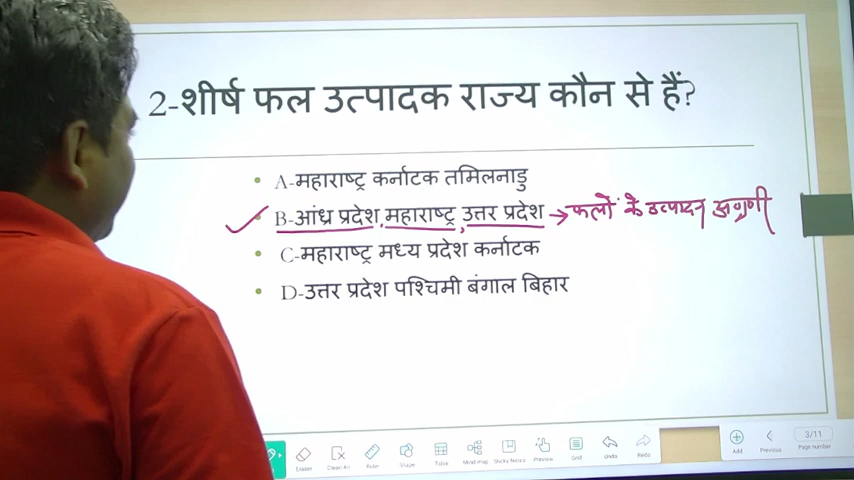 2-शीर्ष फल उत्पादक राज्य कौन से हैं?
A-महाराष्ट्र कर्नाटक तमिलनाडु
B-आंध्र प्रदेश, महाराष्ट्र, उत्तर प्रदेश → फलों के उत्पादन अग्रणी
C-महाराष्ट्र मध्य प्रदेश कर्नाटक
D-उत्तर प्रदेश पश्चिमी बंगाल बिहार
Eraser Clean All Ruler Shape Table Mind map Sticky Notes Preview Grid Undo Redo Add Previous 3/11 Page number